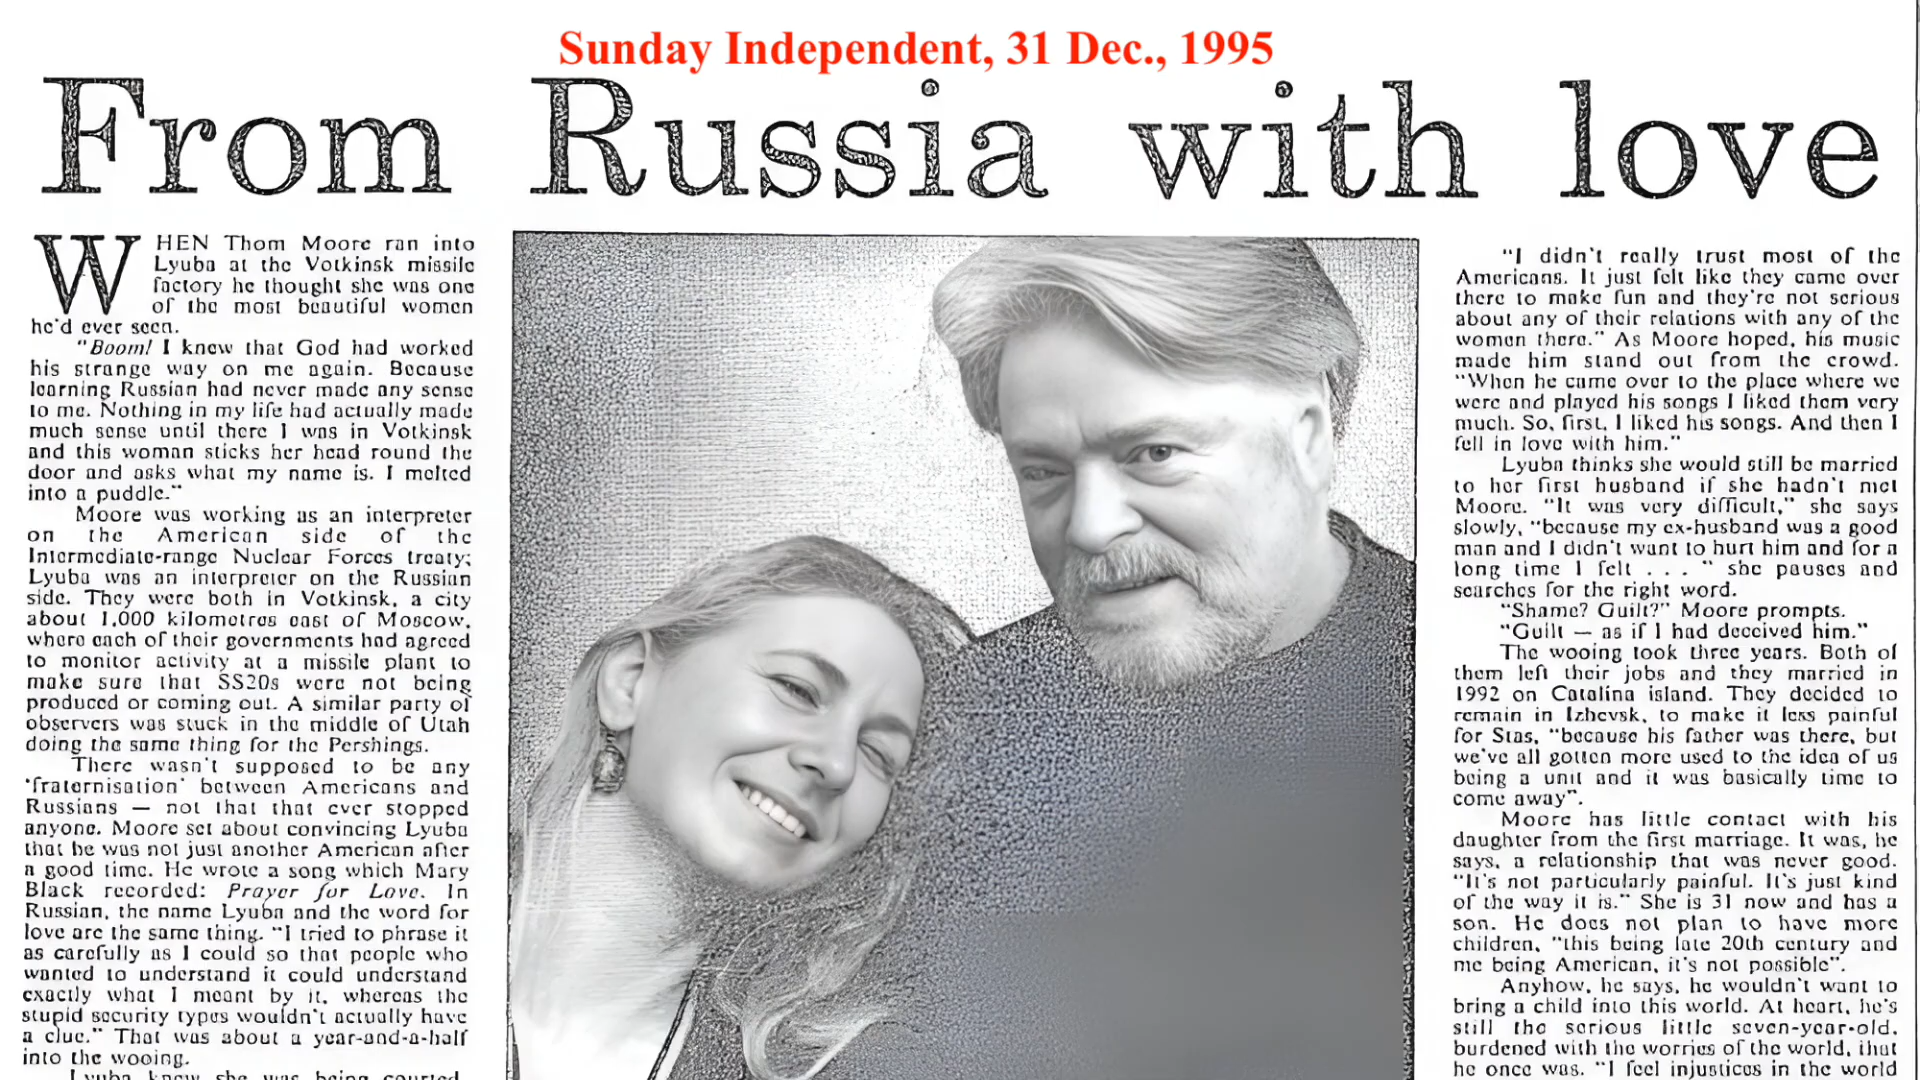 Sunday Independent, 31 Dec., 1995
From Russia with love
WHEN Thom Moore ran into
Lyuba at the Votkinsk missile
factory he thought she was one
of the most beautiful women
he'd ever seen.
"Boom! I knew that God had worked
his strange way on me again. Because
learning Russian had never made any sense
to me. Nothing in my life had actually made
much sense until there I was in Votkinsk
and this woman sticks her head round the
door and asks what my name is. I melted
into a puddle."
Moore was working as an interpreter
on the American side of the
Intermediate-range Nuclear Forces treaty;
Lyuba was an interpreter on the Russian
side. They were both in Votkinsk, a city
about 1,000 kilometres east of Moscow,
where each of their governments had agreed
to monitor activity at a missile plant to
make sure that SS20s were not being
produced or coming out. A similar party of
observers was stuck in the middle of Utah
doing the same thing for the Pershings.
There wasn't supposed to be any
'fraternisation' between Americans and
Russians — not that that ever stopped
anyone. Moore set about convincing Lyuba
that he was not just another American after
a good time. He wrote a song which Mary
Black recorded: Prayer for Love. In
Russian, the name Lyuba and the word for
love are the same thing. "I tried to phrase it
as carefully as I could so that people who
wanted to understand it could understand
exactly what I meant by it, whereas the
stupid security types wouldn't actually have
a clue." That was about a year-and-a-half
into the wooing.
Lyuba knew she was being courted.
"I didn't really trust most of the
Americans. It just felt like they came over
there to make fun and they're not serious
about any of their relations with any of the
women there." As Moore hoped, his music
made him stand out from the crowd.
"When he came over to the place where we
were and played his songs I liked them very
much. So, first, I liked his songs. And then I
fell in love with him."
Lyuba thinks she would still be married
to her first husband if she hadn't met
Moore. "It was very difficult," she says
slowly, "because my ex-husband was a good
man and I didn't want to hurt him and for a
long time I felt . . . " she pauses and
searches for the right word.
"Shame? Guilt?" Moore prompts.
"Guilt — as if I had deceived him."
The wooing took three years. Both of
them left their jobs and they married in
1992 on Catalina island. They decided to
remain in Izhevsk, to make it less painful
for Stas, "because his father was there, but
we've all gotten more used to the idea of us
being a unit and it was basically time to
come away".
Moore has little contact with his
daughter from the first marriage. It was, he
says, a relationship that was never good.
"It's not particularly painful. It's just kind
of the way it is." She is 31 now and has a
son. He does not plan to have more
children, "this being late 20th century and
me being American, it's not possible".
Anyhow, he says, he wouldn't want to
bring a child into this world. At heart, he's
still the serious little seven-year-old,
burdened with the worries of the world, that
he once was. "I feel injustices in the world